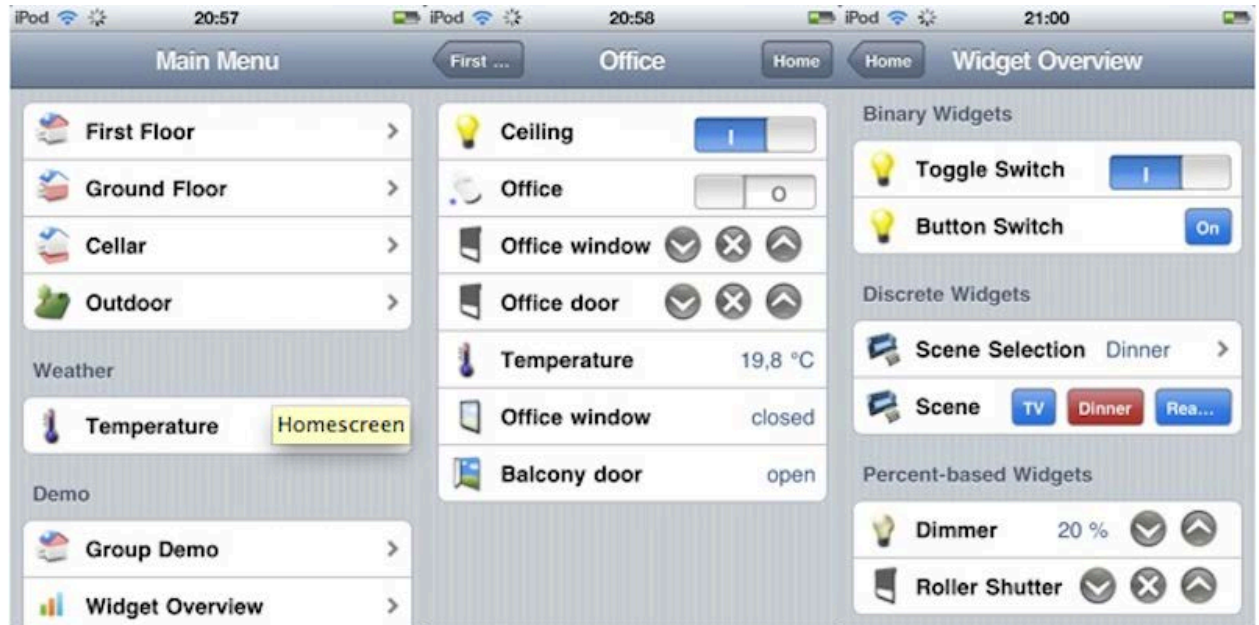 iPod 20:57
Main Menu
First Floor
Ground Floor
Cellar
Outdoor
Weather
Temperature
Homescreen
Demo
Group Demo
Widget Overview
iPod 20:58
First ... Office Home
Ceiling I
Office O
Office window
Office door
Temperature 19,8 °C
Office window closed
Balcony door open
iPod 21:00
Home Widget Overview
Binary Widgets
Toggle Switch I
Button Switch On
Discrete Widgets
Scene Selection Dinner
Scene TV Dinner Rea...
Percent-based Widgets
Dimmer 20 %
Roller Shutter